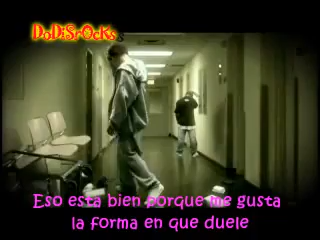 DoDiSrOcKs
Eso esta bien porque me gusta
la forma en que duele